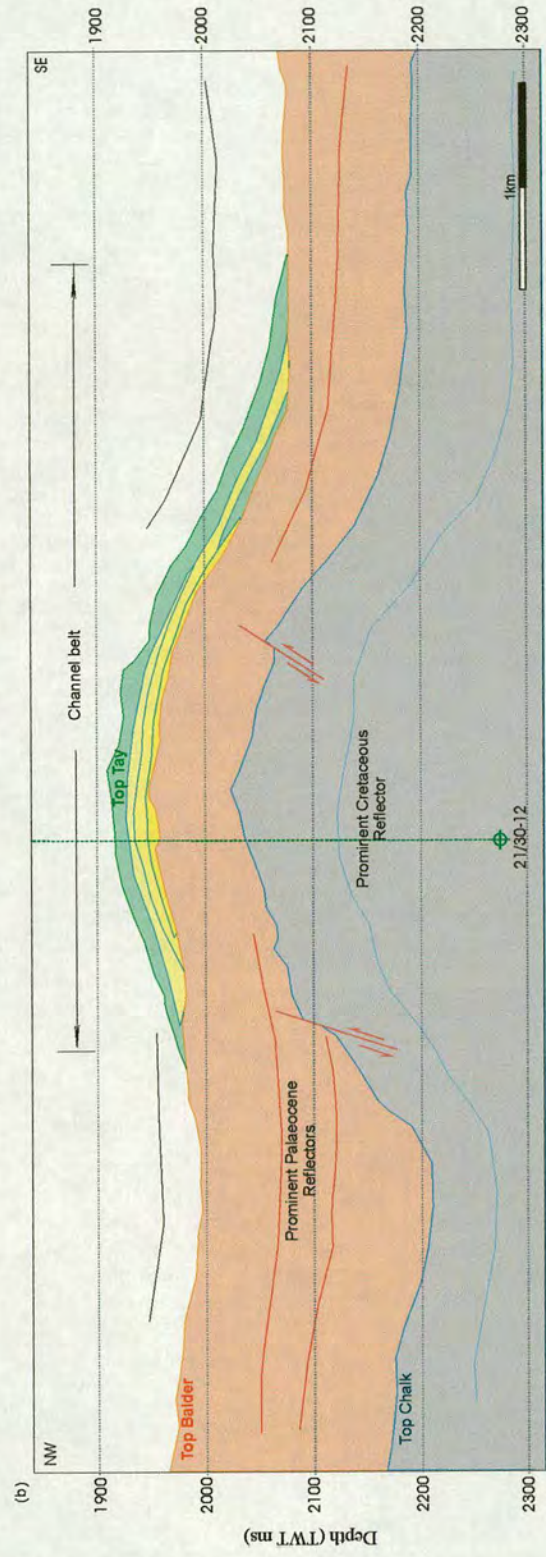 (b)
NW
SE
Channel belt
1900
1900
Top Tay
2000
2000
Top Balder
Prominent Palaeocene
Reflectors
2100
2100
Prominent Cretaceous
Reflector
2200
2200
Top Chalk
1km
2300
2300
21/30-12
Depth (TWT ms)